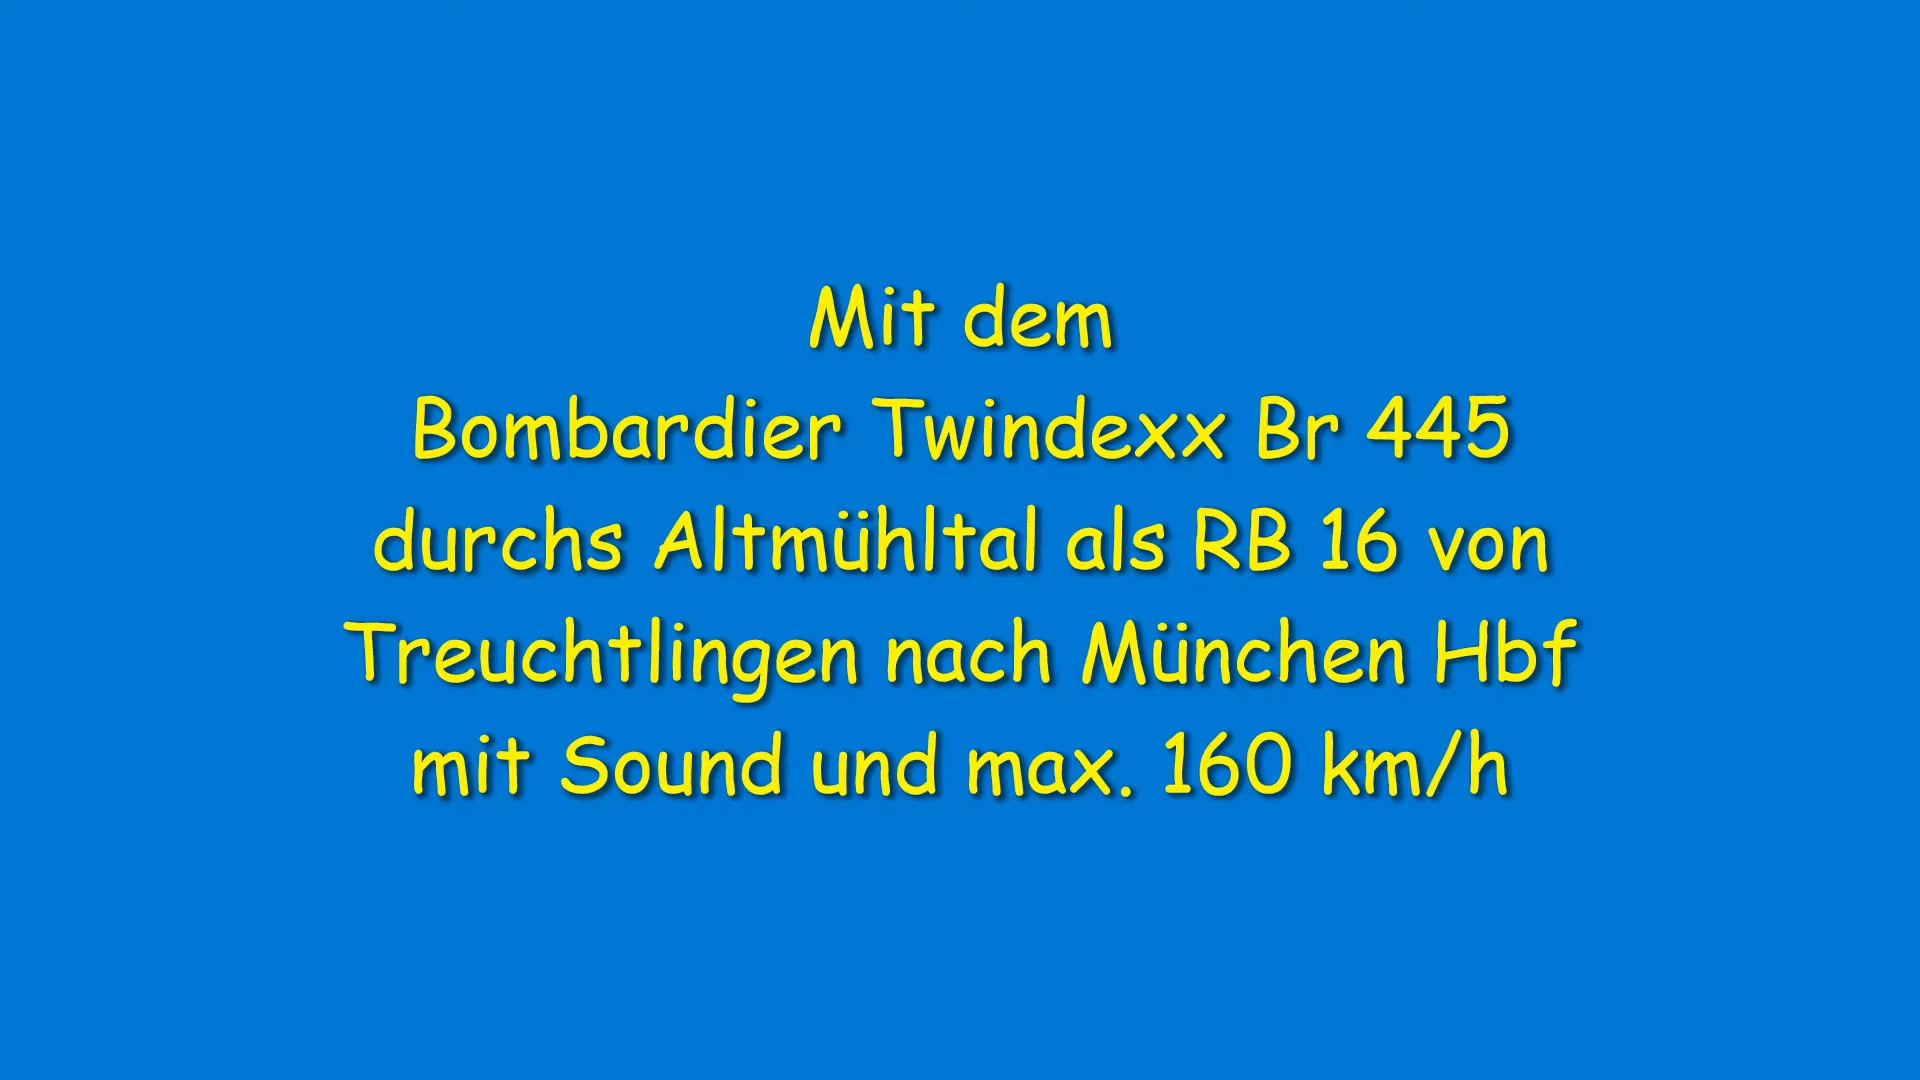 Mit dem
Bombardier Twindexx Br 445
durchs Altmühltal als RB 16 von
Treuchtlingen nach München Hbf
mit Sound und max. 160 km/h